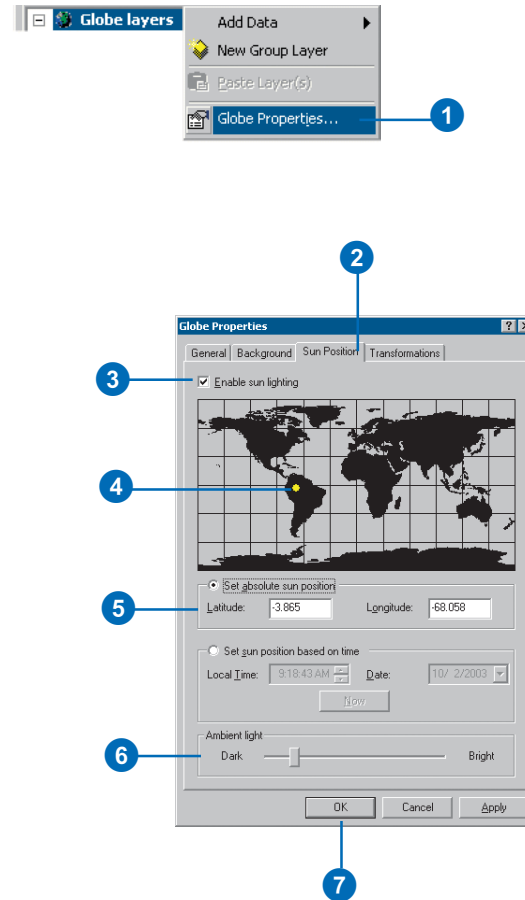 Globe layers
Add Data
New Group Layer
Paste Layer(s)
Globe Properties...
1
2
Globe Properties
General Background Sun Position Transformations
3
Enable sun lighting
4
Set absolute sun position
5
Latitude: -3.865 Longitude: -68.058
Set sun position based on time
Local Time: 9:18:43 AM Date: 10/ 2/2003
Now
Ambient light
6
Dark Bright
OK Cancel Apply
7